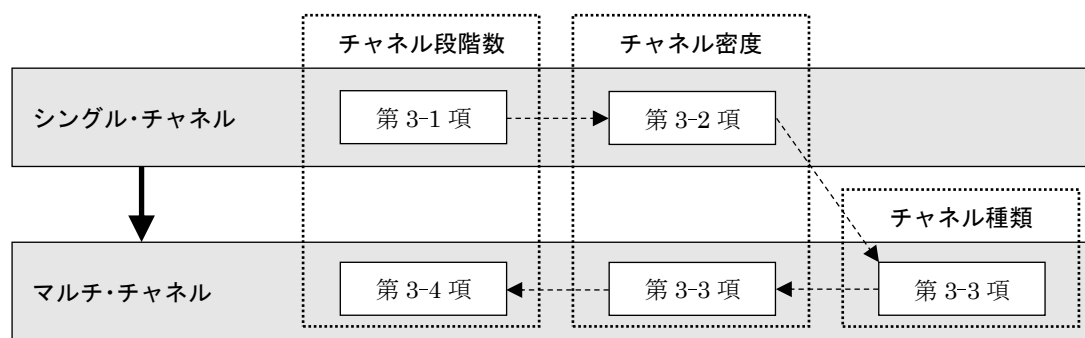 チャネル段階数
チャネル密度
シングル・チャネル
第 3-1 項
第 3-2 項
チャネル種類
マルチ・チャネル
第 3-4 項
第 3-3 項
第 3-3 項